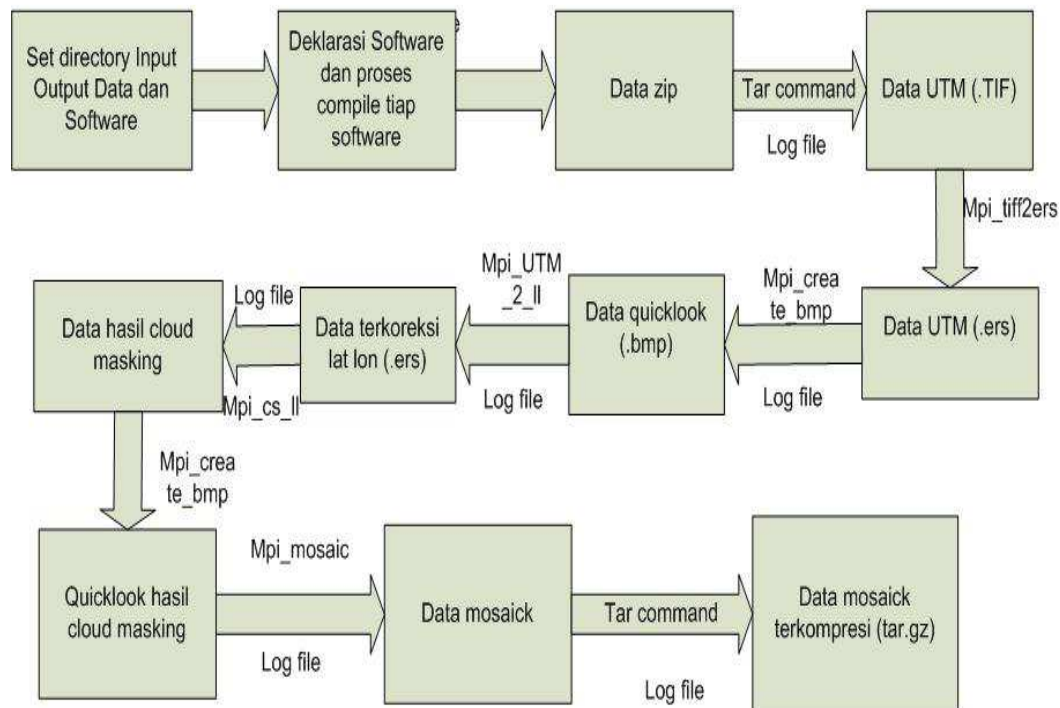 Set directory Input
Output Data dan
Software
Deklarasi Software
dan proses
compile tiap
software
Data zip
Tar command
Log file
Data UTM (.TIF)
Mpi_tiff2ers
Data UTM (.ers)
Mpi_crea
te_bmp
Log file
Data quicklook
(.bmp)
Mpi_UTM
_2_ll
Log file
Data terkoreksi
lat lon (.ers)
Log file
Mpi_cs_ll
Data hasil cloud
masking
Mpi_crea
te_bmp
Quicklook hasil
cloud masking
Mpi_mosaic
Log file
Data mosaick
Tar command
Log file
Data mosaick
terkompresi (tar.gz)